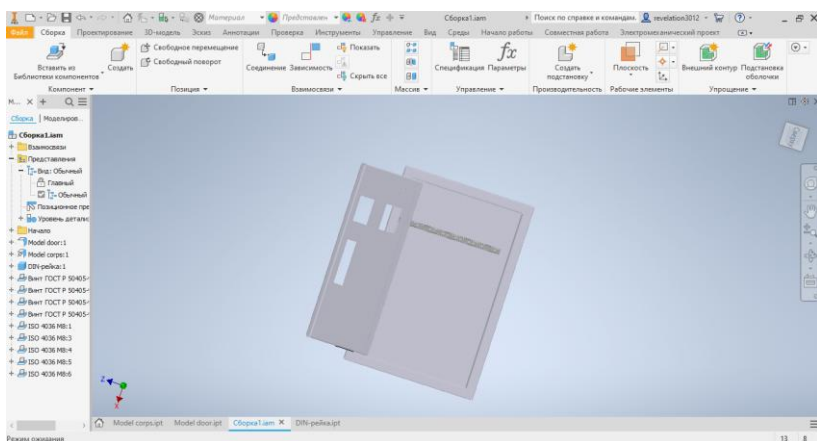 Материал
Представлен
Сборка1.iam
Поиск по справке и командам.
revelation3012
Файл Сборка Проектирование 3D-модель Эскиз Аннотации Проверка Инструменты Управление Вид Среды Начало работы Совместная работа Электромеханический проект
Вставить из
Библиотеки компонентов
Создать
Свободное перемещение
Свободный поворот
Соединение Зависимость
Показать
Скрыть все
Спецификация Параметры
Создать
подстановку
Плоскость
Внешний контур Подстановка
оболочки
Компонент Позиция Взаимосвязи Массив Управление Производительность Рабочие элементы Упрощение
М...
Сборка Моделиров...
Сборка1.iam
Взаимосвязи
Представления
Вид: Обычный
Главный
Обычный
Позиционное пре
Уровень деталис
Начало
Model door:1
Model corps:1
DIN-рейка:1
Винт ГОСТ Р 50405-
Винт ГОСТ Р 50405-
Винт ГОСТ Р 50405-
Винт ГОСТ Р 50405-
ISO 4036 M8:1
ISO 4036 M8:3
ISO 4036 M8:4
ISO 4036 M8:5
ISO 4036 M8:6
Сверху
Z
X
Model corps.ipt Model door.ipt Сборка1.iam DIN-рейка.ipt
Режим ожидания
13 8